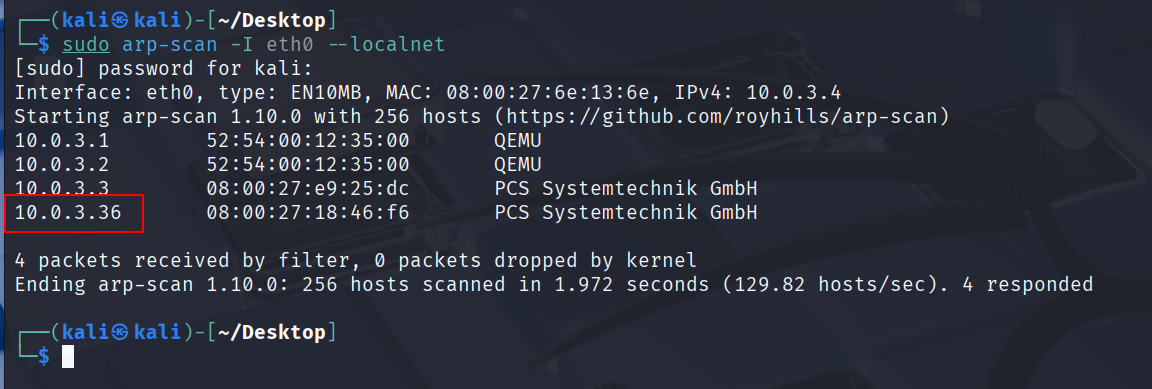 ┌──(kali㉿kali)-[~/Desktop]
└─$ sudo arp-scan -I eth0 --localnet
[sudo] password for kali:
Interface: eth0, type: EN10MB, MAC: 08:00:27:6e:13:6e, IPv4: 10.0.3.4
Starting arp-scan 1.10.0 with 256 hosts (https://github.com/royhills/arp-scan)
10.0.3.1 52:54:00:12:35:00 QEMU
10.0.3.2 52:54:00:12:35:00 QEMU
10.0.3.3 08:00:27:e9:25:dc PCS Systemtechnik GmbH
10.0.3.36 08:00:27:18:46:f6 PCS Systemtechnik GmbH
4 packets received by filter, 0 packets dropped by kernel
Ending arp-scan 1.10.0: 256 hosts scanned in 1.972 seconds (129.82 hosts/sec). 4 responded
┌──(kali㉿kali)-[~/Desktop]
└─$